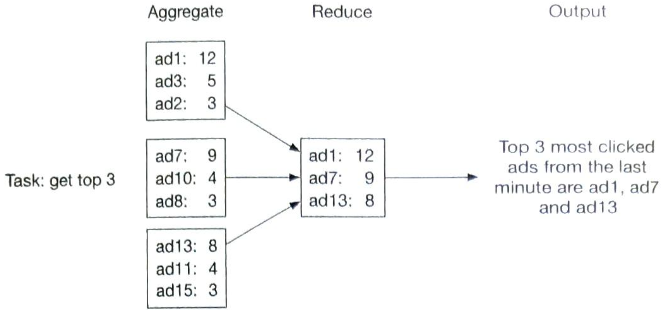 Aggregate
Reduce
Output
ad1: 12
ad3: 5
ad2: 3
Task: get top 3
ad7: 9
ad10: 4
ad8: 3
ad13: 8
ad11: 4
ad15: 3
ad1: 12
ad7: 9
ad13: 8
Top 3 most clicked
ads from the last
minute are ad1, ad7
and ad13